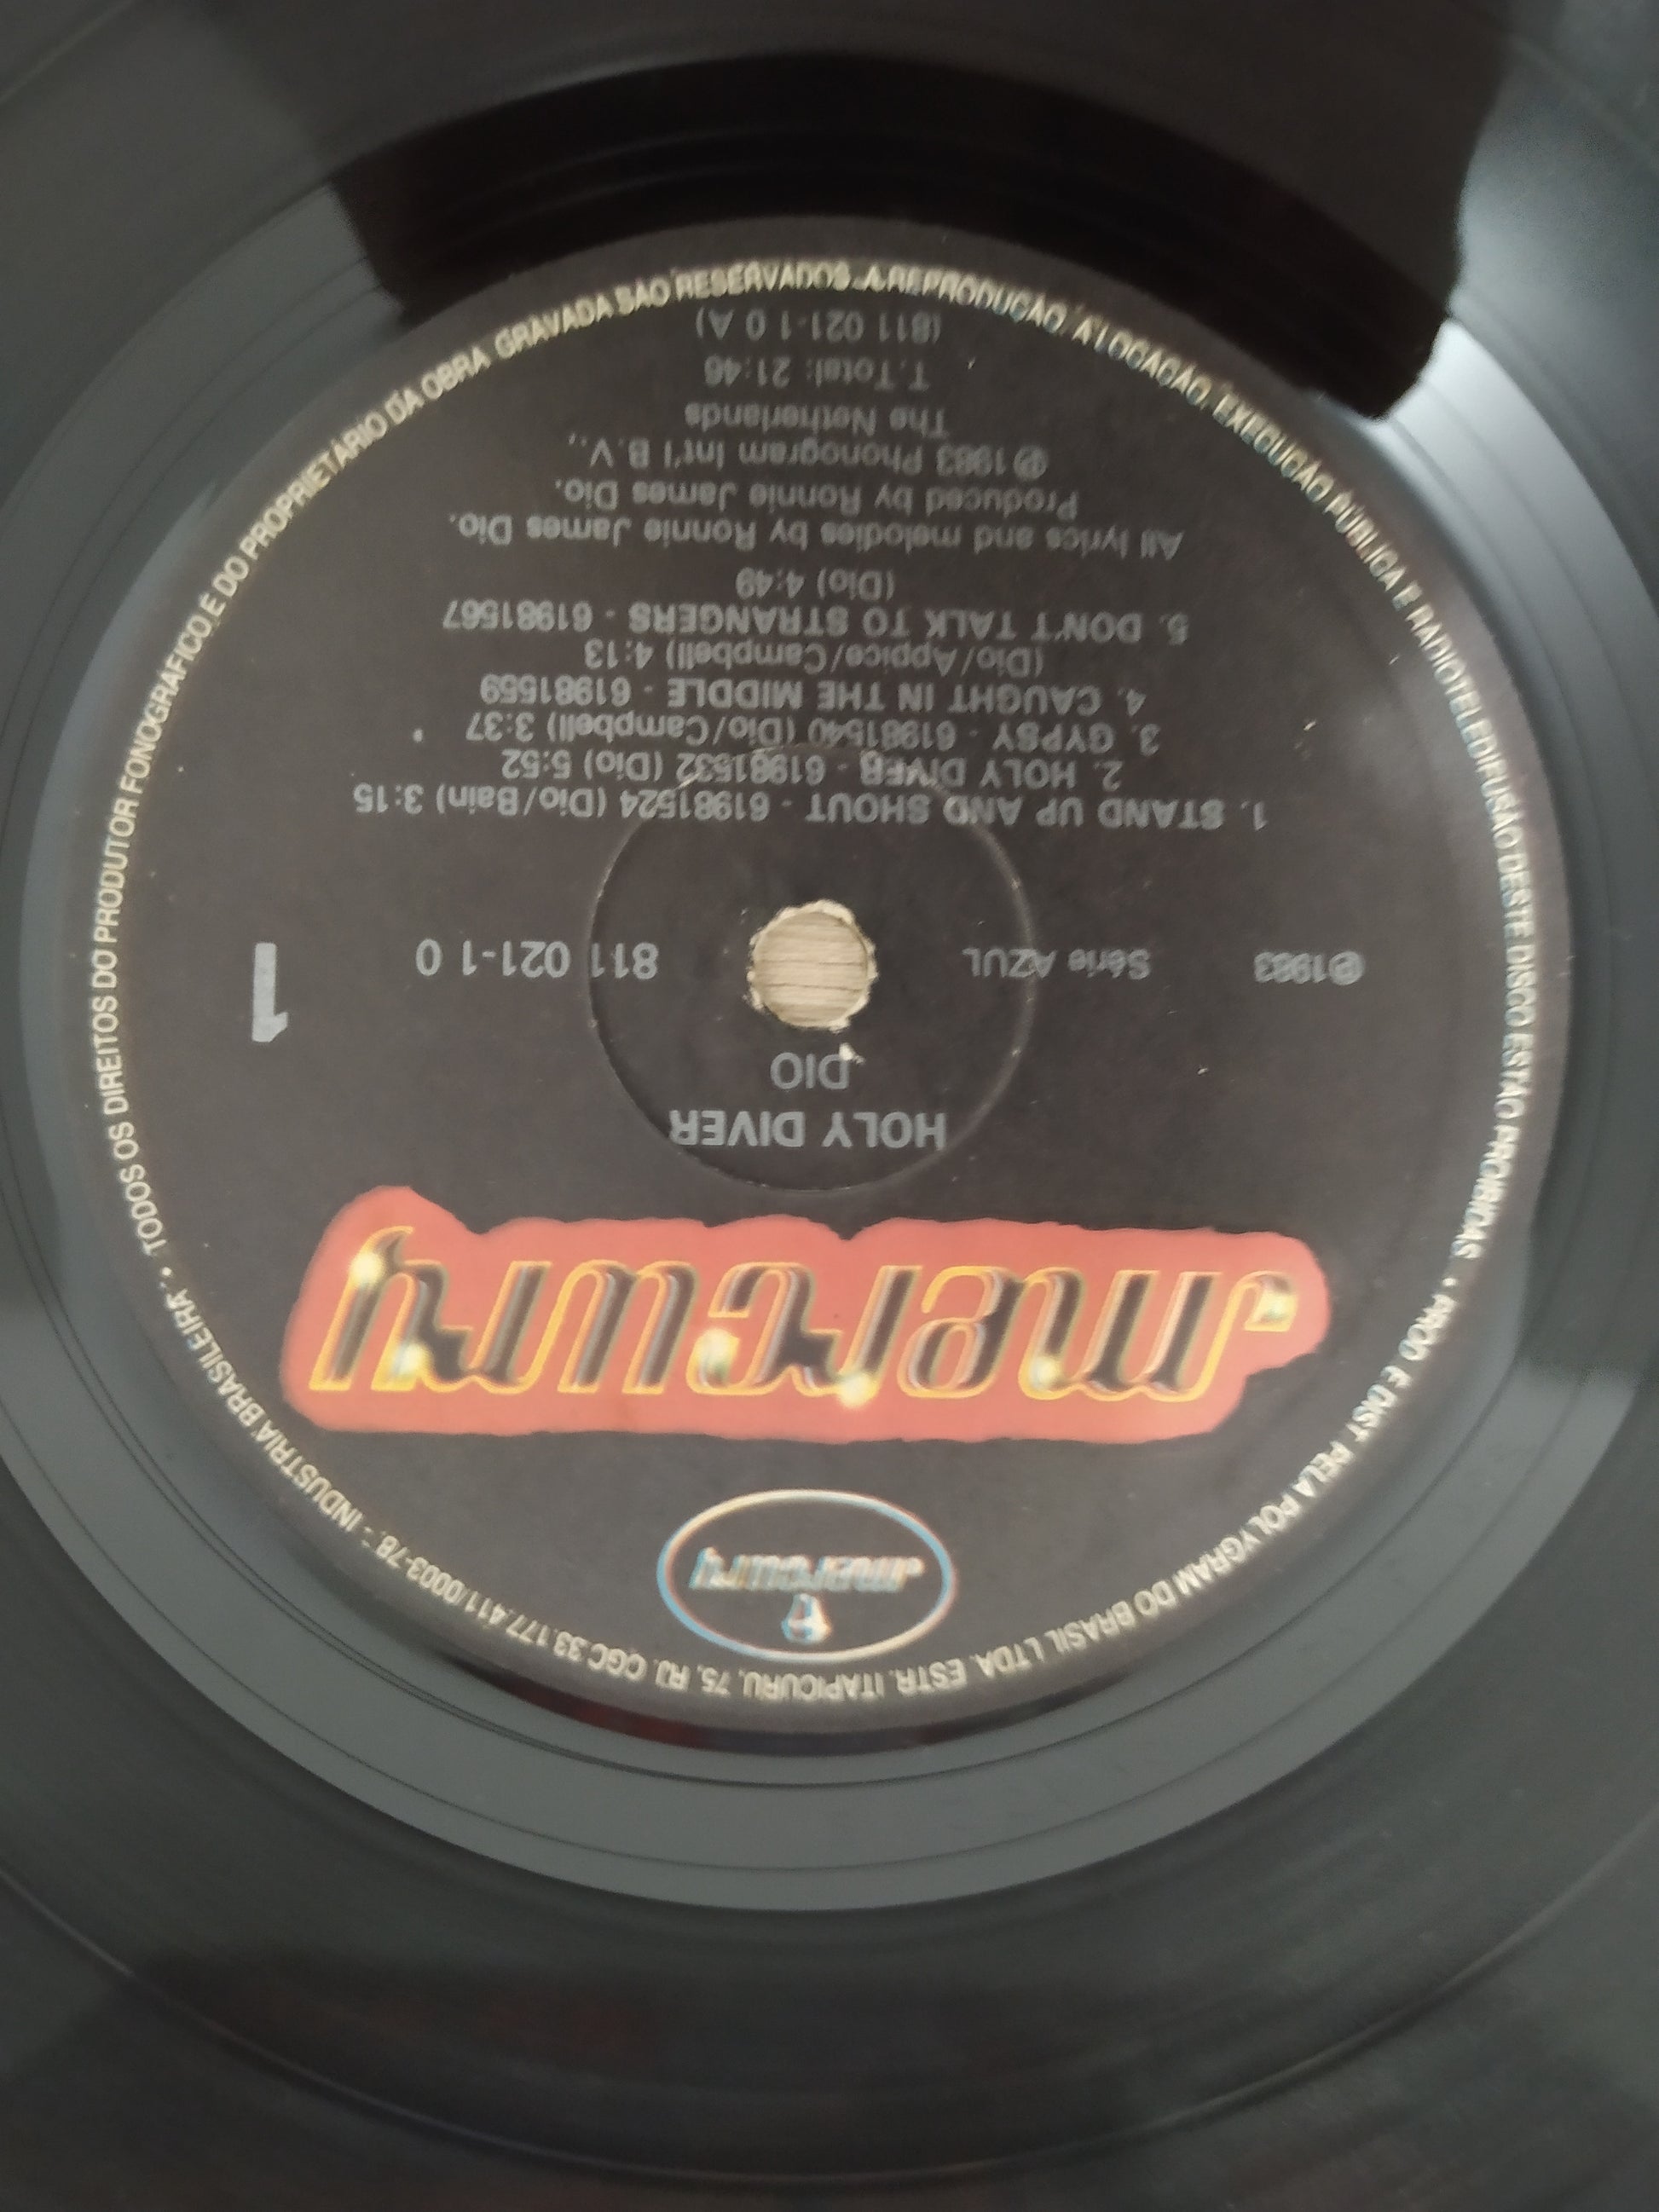 mercury
mercury
HOLY DIVER
DIO
℗1983
Série AZUL
811 021-1 0
1
1. STAND UP AND SHOUT - 61981524 (Dio/Bain) 3:15
2. HOLY DIVER - 61981532 (Dio) 5:52
3. GYPSY - 61981540 (Dio/Campbell) 3:37
4. CAUGHT IN THE MIDDLE - 61981559
(Dio/Appice/Campbell) 4:13
5. DON'T TALK TO STRANGERS - 61981567
(Dio) 4:49
All lyrics and melodies by Ronnie James Dio.
Produced by Ronnie James Dio.
℗1983 Phonogram Int'l B.V.,
The Netherlands
T.Total: 21:46
(811 021-1 0 A)
• TODOS OS DIREITOS DO PRODUTOR FONOGRÁFICO E DO PROPRIETÁRIO DA OBRA GRAVADA SÃO RESERVADOS. A REPRODUÇÃO, A LOCAÇÃO, EXECUÇÃO PÚBLICA E RADIOTELEDIFUSÃO DESTE DISCO ESTÃO PROIBIDAS. • PROD. E DIST. PELA POLYGRAM DO BRASIL LTDA. ESTR. ITAPICURU, 75, RJ. CGC.33.177.411/0003-78.- INDÚSTRIA BRASILEIRA